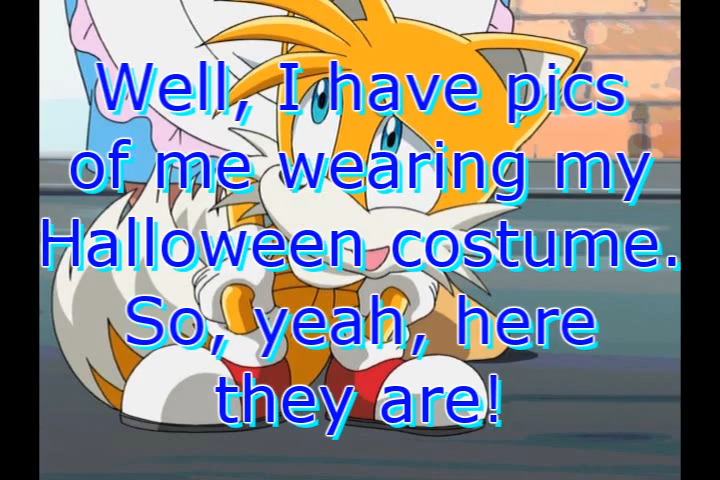 Well, I have pics
of me wearing my
Halloween costume.
So, yeah, here
they are!